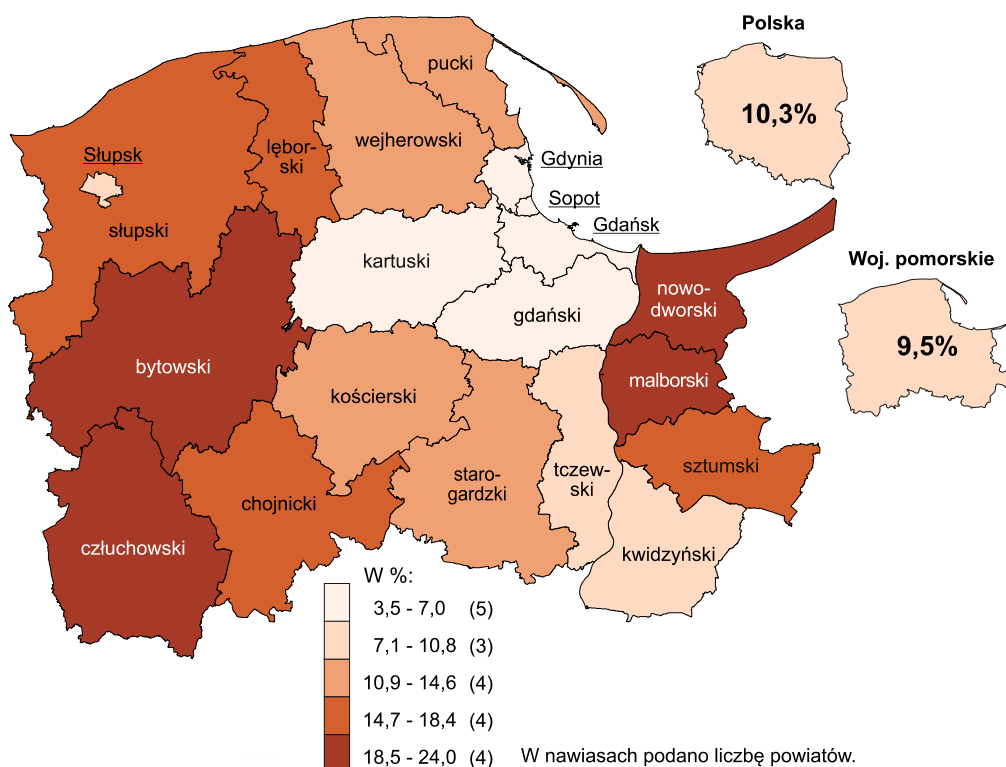 Polska
10,3%
pucki
wejherowski
lębor-
ski
Słupsk
słupski
Gdynia
Sopot
Gdańsk
kartuski
gdański
nowo-
dworski
Woj. pomorskie
9,5%
bytowski
kościerski
malborski
człuchowski
chojnicki
staro-
gardzki
tczew-
ski
sztumski
kwidzyński
W %:
3,5 - 7,0 (5)
7,1 - 10,8 (3)
10,9 - 14,6 (4)
14,7 - 18,4 (4)
18,5 - 24,0 (4)
W nawiasach podano liczbę powiatów.